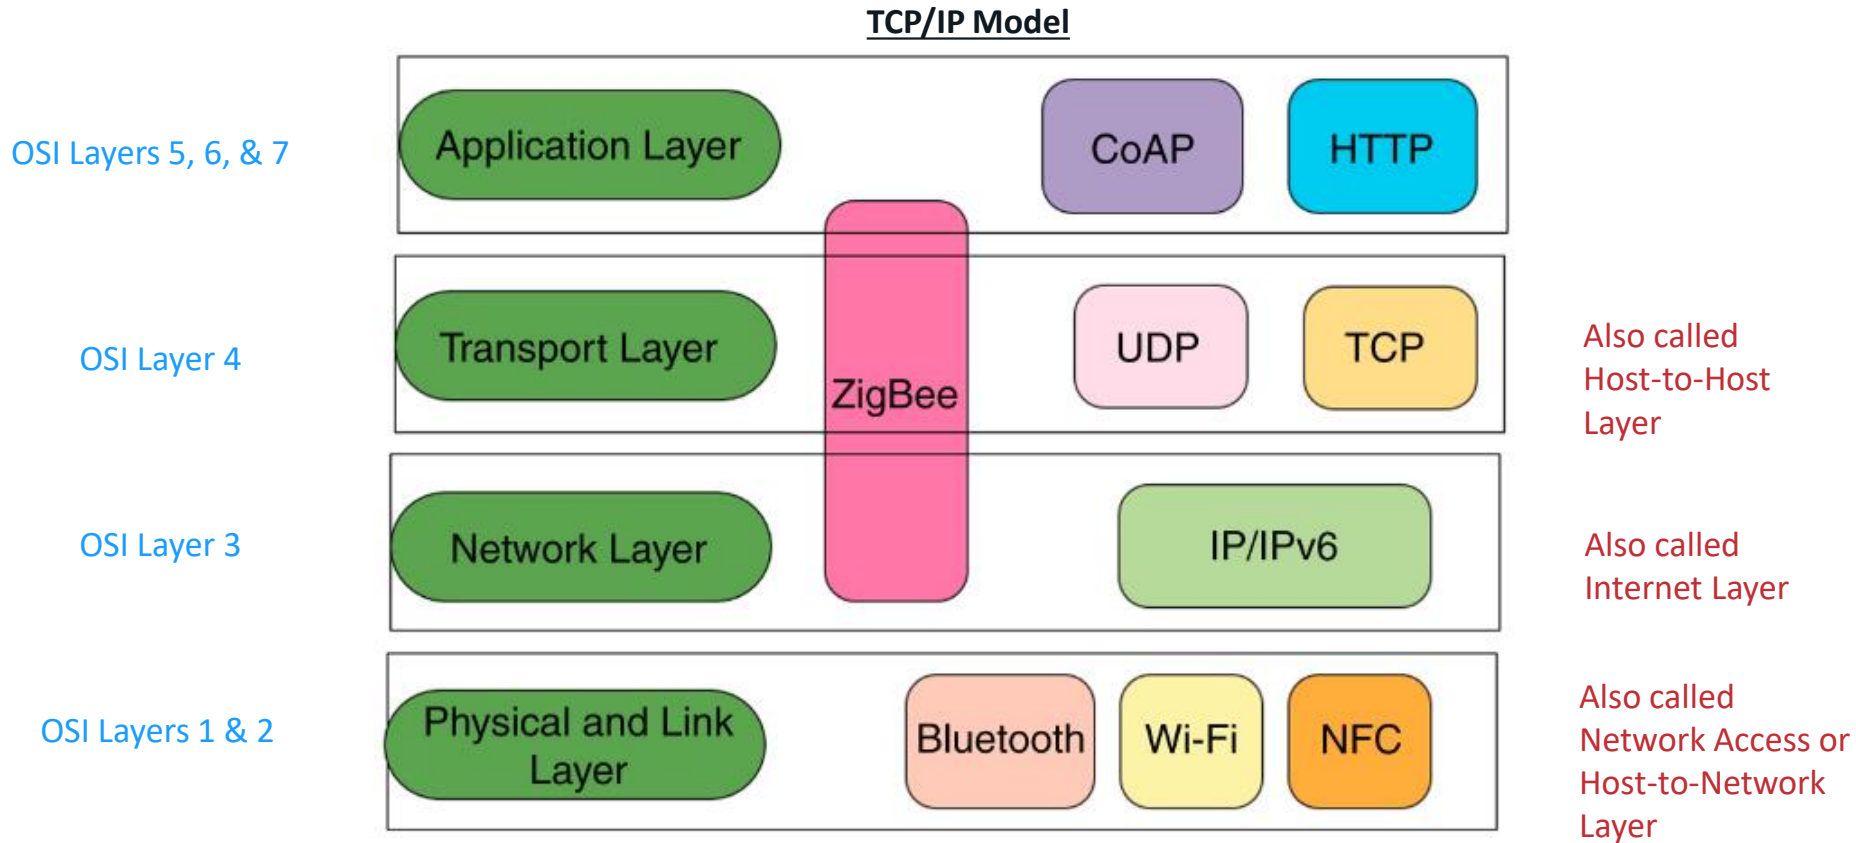 TCP/IP Model
OSI Layers 5, 6, & 7
Application Layer
CoAP
HTTP
OSI Layer 4
Transport Layer
ZigBee
UDP
TCP
Also called
Host-to-Host
Layer
OSI Layer 3
Network Layer
IP/IPv6
Also called
Internet Layer
OSI Layers 1 & 2
Physical and Link
Layer
Bluetooth
Wi-Fi
NFC
Also called
Network Access or
Host-to-Network
Layer